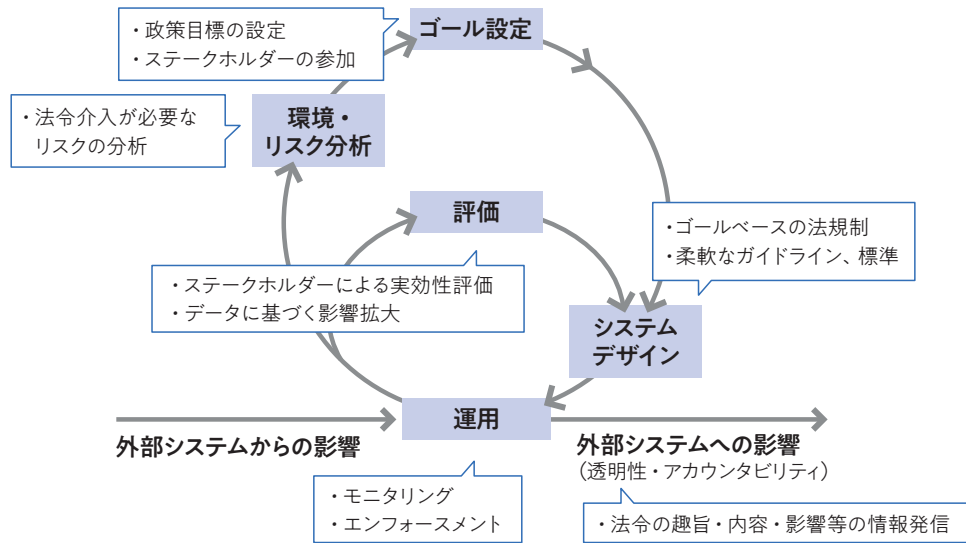 ・政策目標の設定
・ステークホルダーの参加
ゴール設定
・法令介入が必要な
リスクの分析
環境・
リスク分析
評価
・ゴールベースの法規制
・柔軟なガイドライン、標準
・ステークホルダーによる実効性評価
・データに基づく影響拡大
システム
デザイン
運用
外部システムからの影響
外部システムへの影響
（透明性・アカウンタビリティ）
・モニタリング
・エンフォースメント
・法令の趣旨・内容・影響等の情報発信